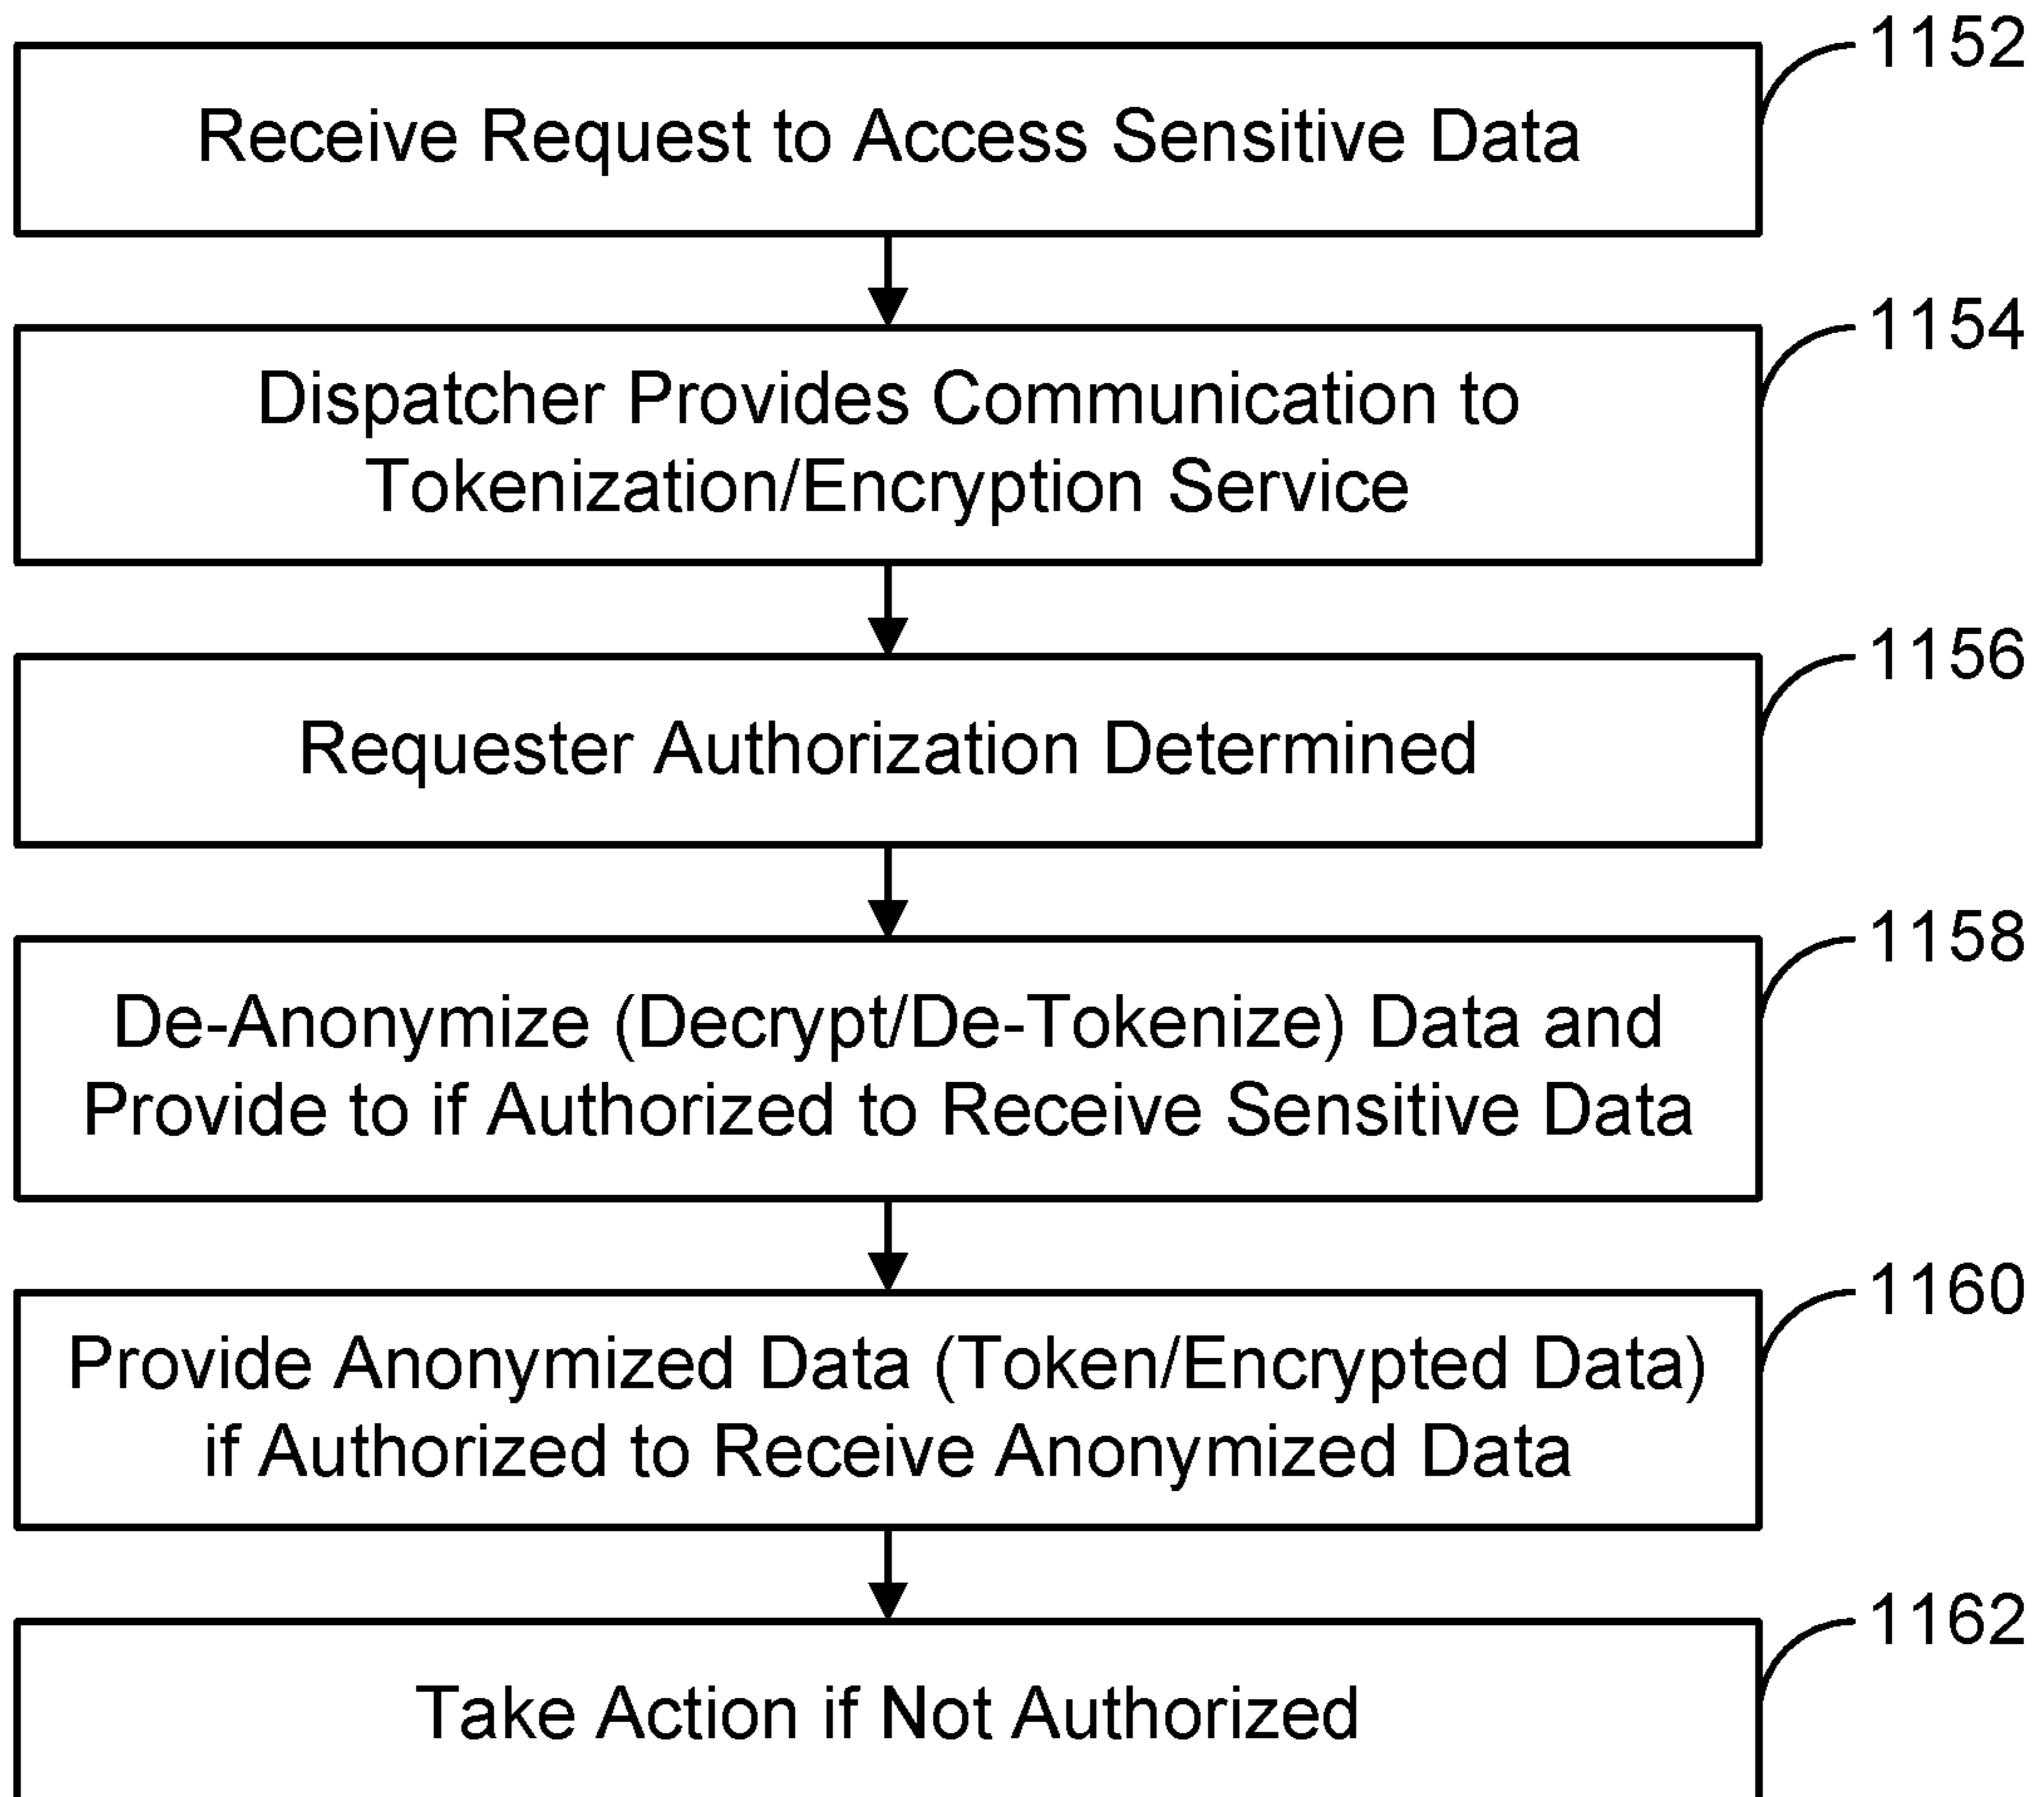 1152
Receive Request to Access Sensitive Data
1154
Dispatcher Provides Communication to
Tokenization/Encryption Service
1156
Requester Authorization Determined
1158
De-Anonymize (Decrypt/De-Tokenize) Data and
Provide to if Authorized to Receive Sensitive Data
1160
Provide Anonymized Data (Token/Encrypted Data)
if Authorized to Receive Anonymized Data
1162
Take Action if Not Authorized